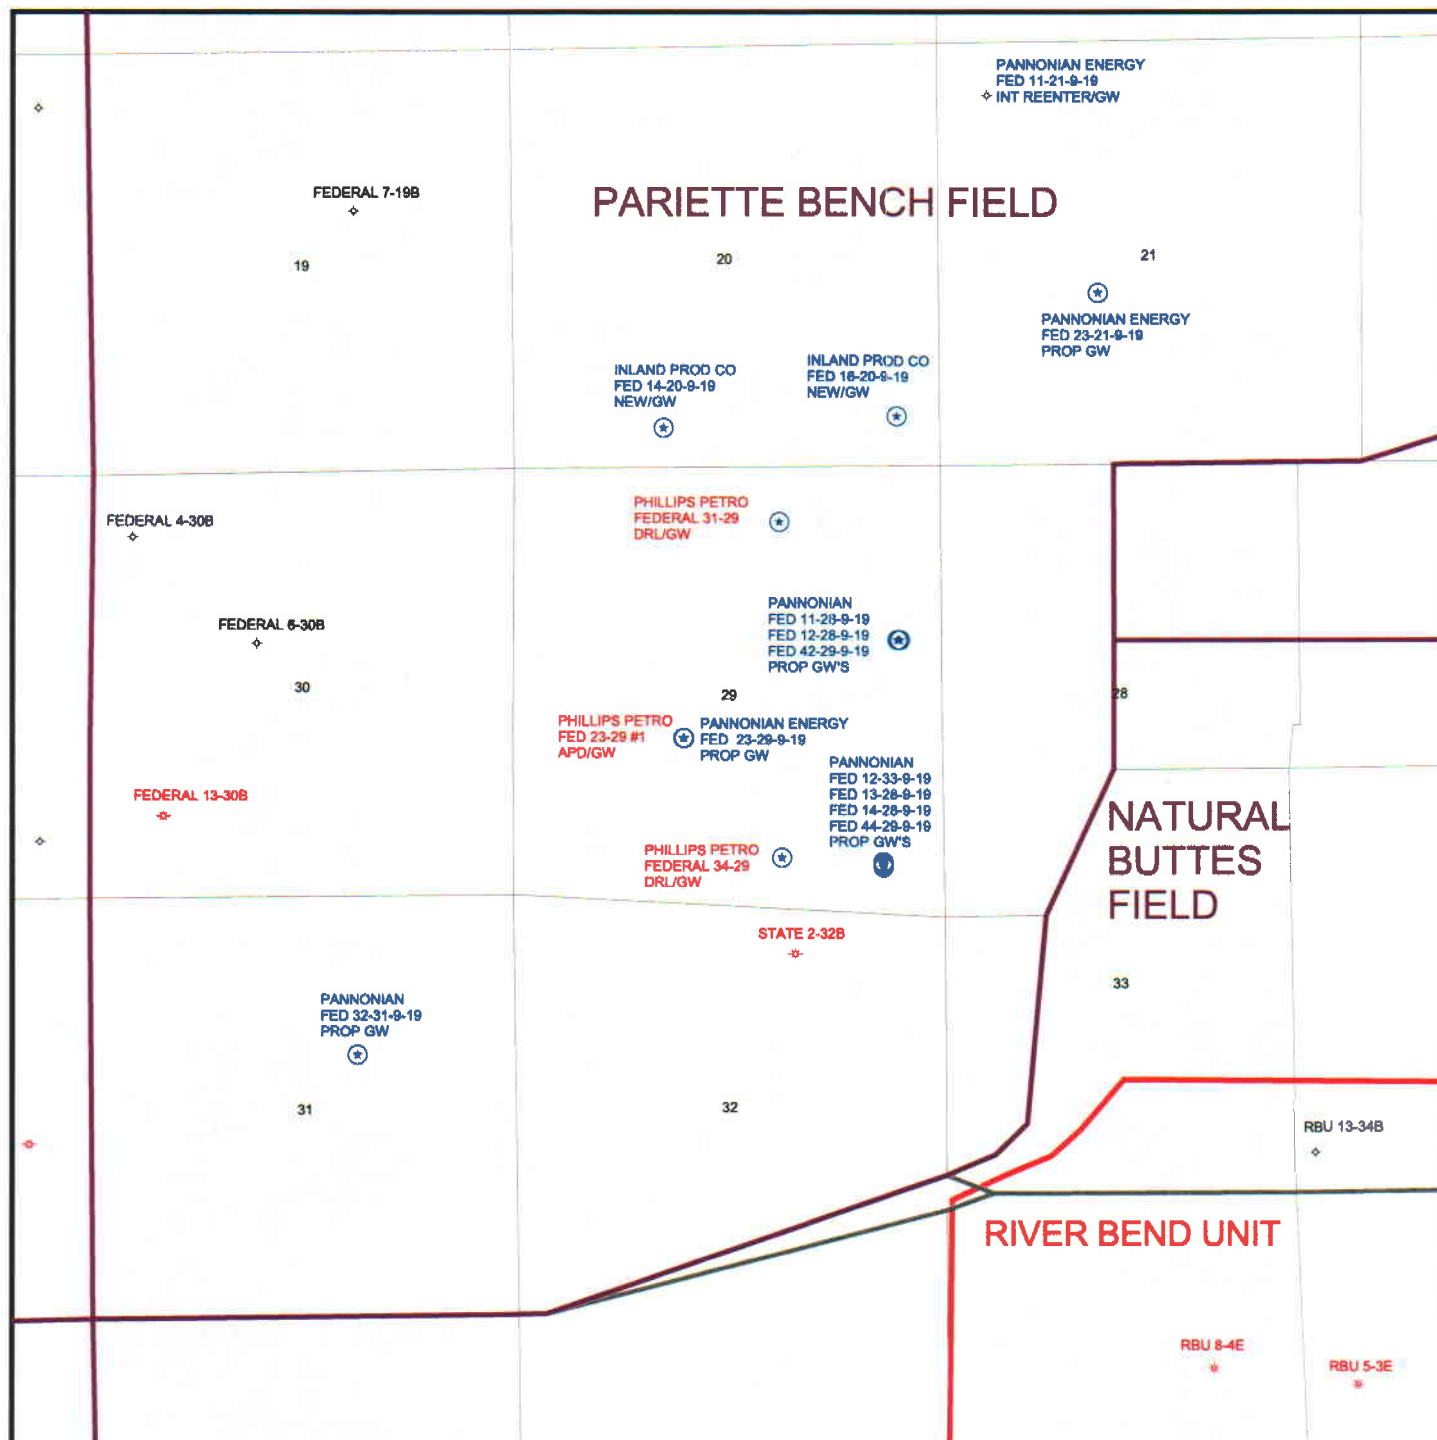 PANNONIAN ENERGY
FED 11-21-9-19
INT REENTER/GW
FEDERAL 7-19B
PARIETTE BENCH FIELD
19
20
21
PANNONIAN ENERGY
FED 23-21-9-19
PROP GW
INLAND PROD CO
FED 14-20-9-19
NEW/GW
INLAND PROD CO
FED 16-20-9-19
NEW/GW
PHILLIPS PETRO
FEDERAL 31-29
DRL/GW
FEDERAL 4-30B
PANNONIAN
FED 11-28-9-19
FED 12-28-9-19
FED 42-29-9-19
PROP GW'S
FEDERAL 6-30B
30
29
28
PHILLIPS PETRO
FED 23-29 #1
APD/GW
PANNONIAN ENERGY
FED 23-29-9-19
PROP GW
PANNONIAN
FED 12-33-9-19
FED 13-28-9-19
FED 14-28-9-19
FED 44-29-9-19
PROP GW'S
FEDERAL 13-30B
NATURAL
BUTTES
FIELD
PHILLIPS PETRO
FEDERAL 34-29
DRL/GW
STATE 2-32B
33
PANNONIAN
FED 32-31-9-19
PROP GW
31
32
RBU 13-34B
RIVER BEND UNIT
RBU 8-4E
RBU 5-3E